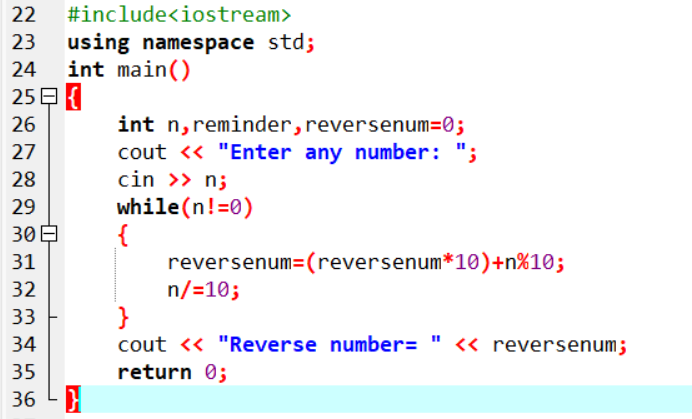 22 #include<iostream>
23 using namespace std;
24 int main()
25 {
26 int n,reminder,reversenum=0;
27 cout << "Enter any number: ";
28 cin >> n;
29 while(n!=0)
30 {
31 reversenum=(reversenum*10)+n%10;
32 n/=10;
33 }
34 cout << "Reverse number= " << reversenum;
35 return 0;
36 }